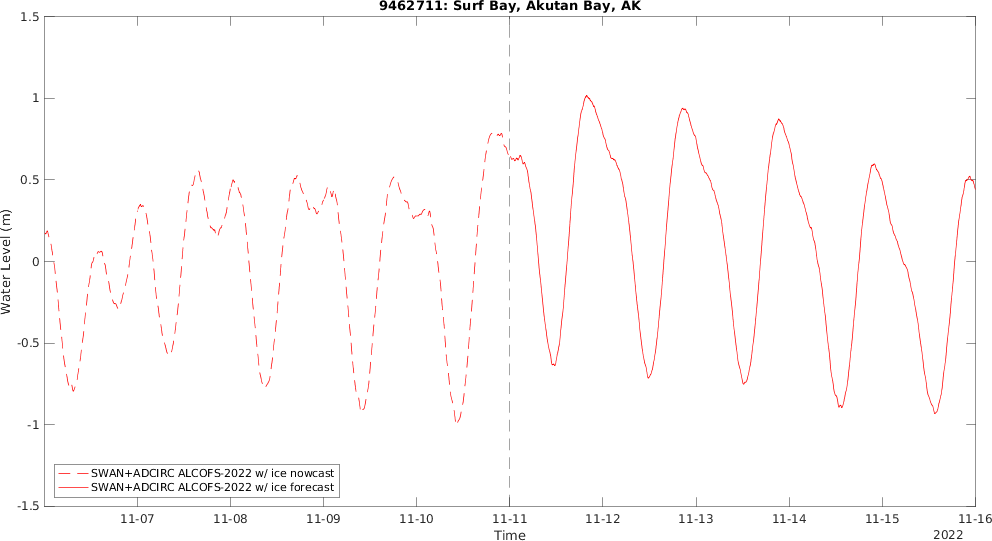 9462711: Surf Bay, Akutan Bay, AK
1.5
1
0.5
0
-0.5
-1
-1.5
Water Level (m)
SWAN+ADCIRC ALCOFS-2022 w/ ice nowcast
SWAN+ADCIRC ALCOFS-2022 w/ ice forecast
11-07 11-08 11-09 11-10 11-11 11-12 11-13 11-14 11-15 11-16
Time
2022